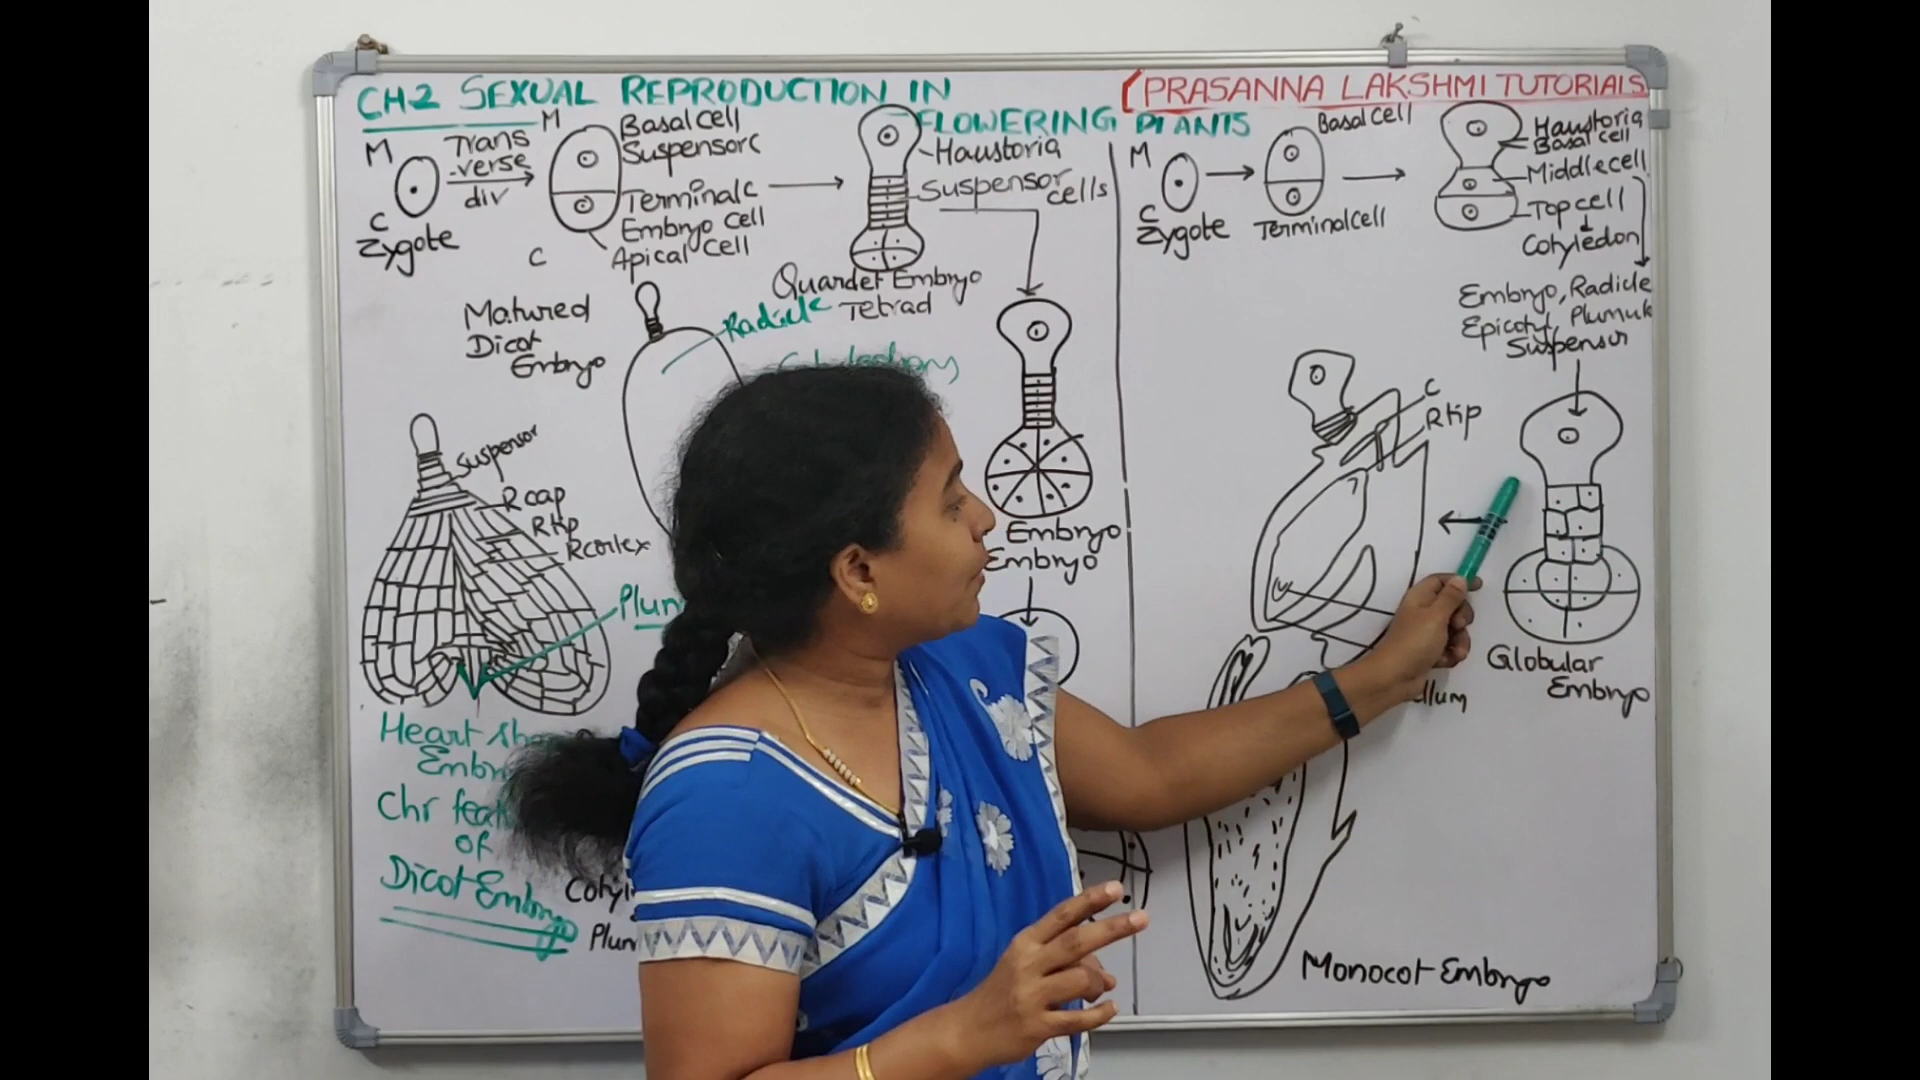 CH2 SEXUAL REPRODUCTION IN
FLOWERING PLANTS
(PRASANNA LAKSHMI TUTORIALS
M
C
Zygote
Trans
-verse
div
M
Basal cell
Suspensor C
Terminal C
Embryo cell
Apical Cell
C
-Haustoria
Suspensor
cells
Quardet Embryo
Tetrad
Matured
Dicot
Embryo
Radicle
Suspensor
R cap
R tip
R cortex
Embryo
Embryo
Heart
Chr
of
Dicot Embryo
M
C
Zygote
Basal cell
Terminal cell
Haustoria
Basal cell
Middle cell
Top cell
Cotyledon
Embryo, Radicle
Epicotyl, Plumule
Suspensor
C
R tip
Globular
Embryo
Monocot Embryo